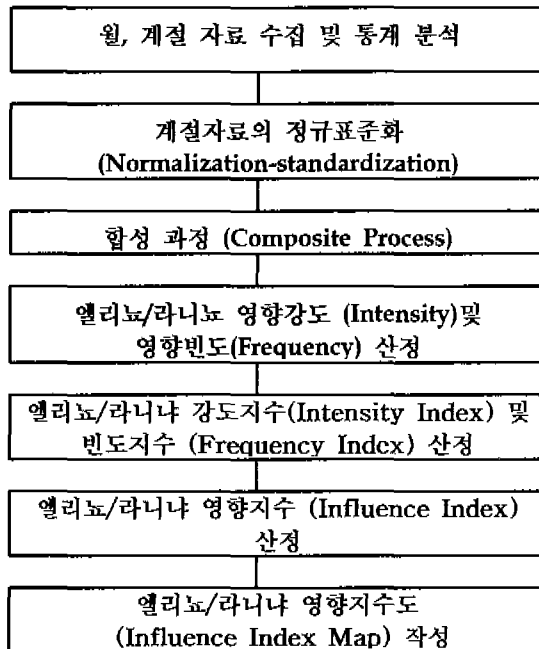 월, 계절 자료 수집 및 통계 분석
계절자료의 정규표준화
(Normalization-standardization)
합성 과정 (Composite Process)
엘리뇨/라니뇨 영향강도 (Intensity)및
영향빈도(Frequency) 산정
엘리뇨/라니냐 강도지수(Intensity Index) 및
빈도지수 (Frequency Index) 산정
엘리뇨/라니냐 영향지수 (Influence Index)
산정
엘리뇨/라니냐 영향지수도
(Influence Index Map) 작성